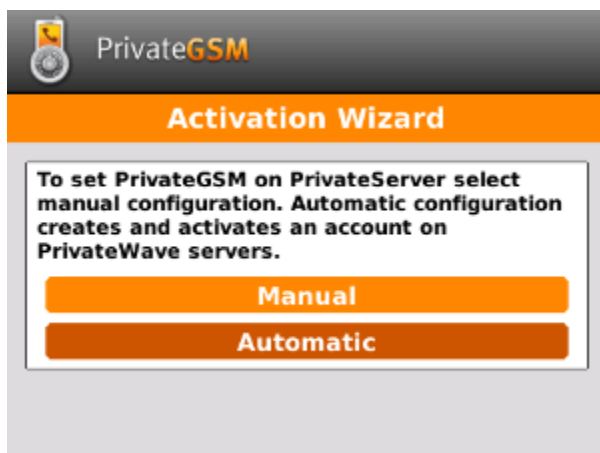 PrivateGSM
Activation Wizard
To set PrivateGSM on PrivateServer select
manual configuration. Automatic configuration
creates and activates an account on
PrivateWave servers.
Manual
Automatic